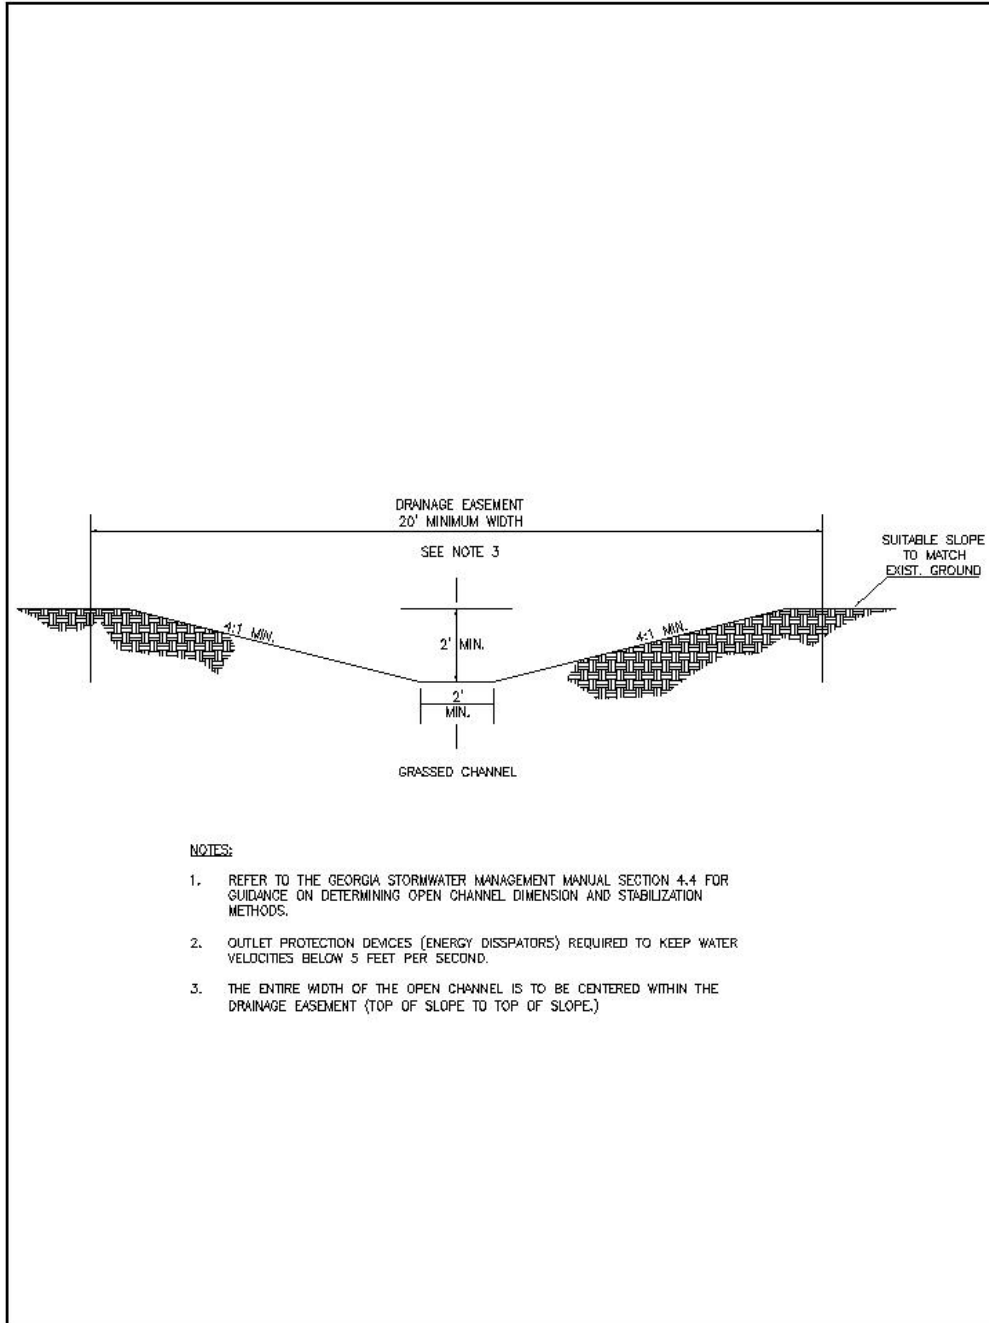 DRAINAGE EASEMENT
20' MINIMUM WIDTH
SEE NOTE 3
SUITABLE SLOPE
TO MATCH
EXIST. GROUND
4:1 MIN.
2' MIN.
4:1 MIN.
2'
MIN.
GRASSED CHANNEL
NOTES:
1. REFER TO THE GEORGIA STORMWATER MANAGEMENT MANUAL SECTION 4.4 FOR
GUIDANCE ON DETERMINING OPEN CHANNEL DIMENSION AND STABILIZATION
METHODS.
2. OUTLET PROTECTION DEVICES (ENERGY DISSPATORS) REQUIRED TO KEEP WATER
VELOCITIES BELOW 5 FEET PER SECOND.
3. THE ENTIRE WIDTH OF THE OPEN CHANNEL IS TO BE CENTERED WITHIN THE
DRAINAGE EASEMENT (TOP OF SLOPE TO TOP OF SLOPE.)